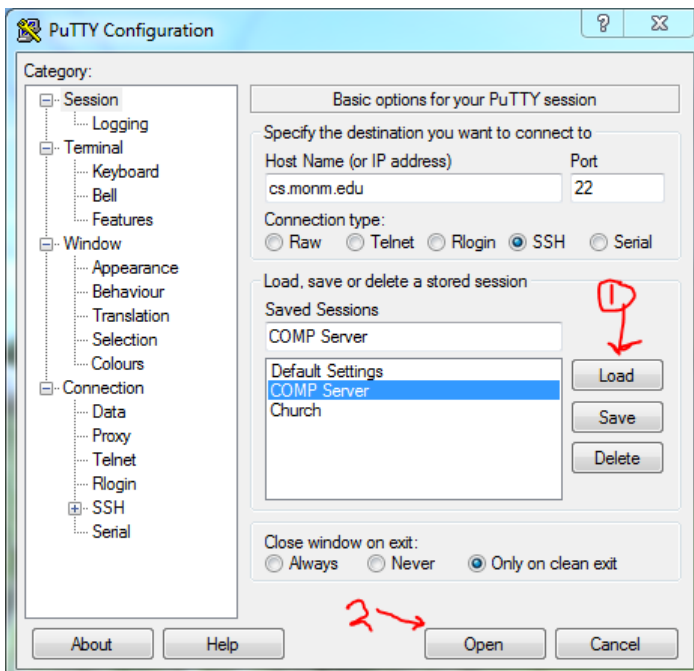 PuTTY Configuration
Category:
Session
Logging
Terminal
Keyboard
Bell
Features
Window
Appearance
Behaviour
Translation
Selection
Colours
Connection
Data
Proxy
Telnet
Rlogin
SSH
Serial
Basic options for your PuTTY session
Specify the destination you want to connect to
Host Name (or IP address) Port
cs.monm.edu 22
Connection type:
Raw Telnet Rlogin SSH Serial
Load, save or delete a stored session
1
Saved Sessions
COMP Server
Default Settings
COMP Server
Church
Load
Save
Delete
Close window on exit:
Always Never Only on clean exit
2
About Help Open Cancel